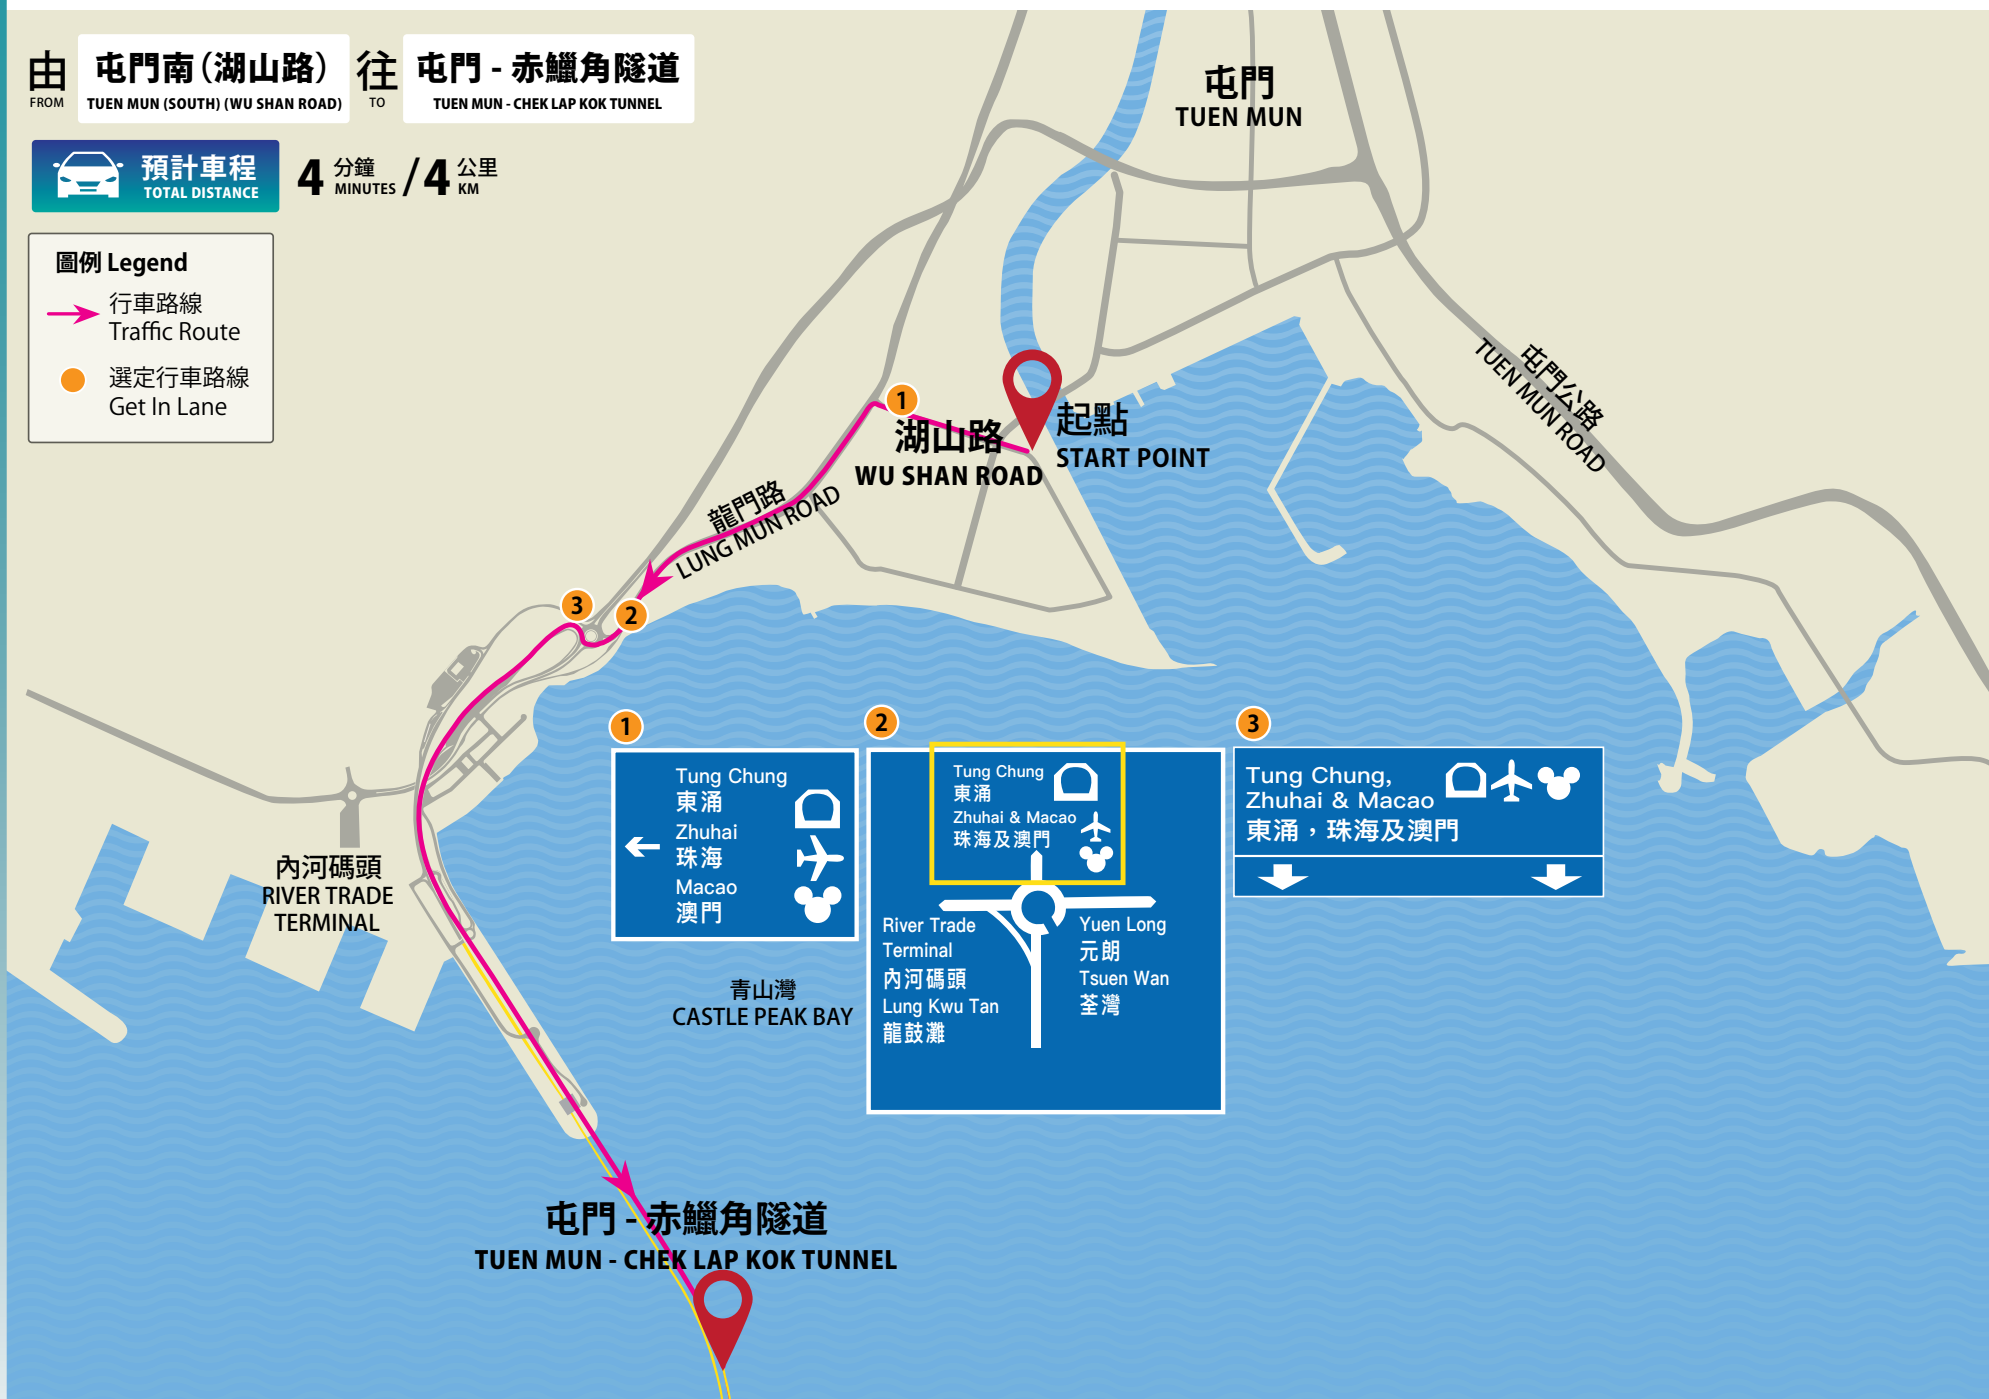 由 屯門南(湖山路) 往 屯門 - 赤鱲角隧道
FROM TUEN MUN (SOUTH) (WU SHAN ROAD) TO TUEN MUN - CHEK LAP KOK TUNNEL
預計車程
TOTAL DISTANCE
4 分鐘 MINUTES / 4 公里 KM
圖例 Legend
行車路線
Traffic Route
選定行車路線
Get In Lane
屯門
TUEN MUN
屯門公路
TUEN MUN ROAD
1
湖山路
WU SHAN ROAD
起點
START POINT
龍門路
LUNG MUN ROAD
3
2
內河碼頭
RIVER TRADE
TERMINAL
青山灣
CASTLE PEAK BAY
1
Tung Chung
東涌
Zhuhai
珠海
Macao
澳門
2
Tung Chung
東涌
Zhuhai & Macao
珠海及澳門
River Trade
Terminal
內河碼頭
Lung Kwu Tan
龍鼓灘
Yuen Long
元朗
Tsuen Wan
荃灣
3
Tung Chung,
Zhuhai & Macao
東涌，珠海及澳門
屯門 - 赤鱲角隧道
TUEN MUN - CHEK LAP KOK TUNNEL